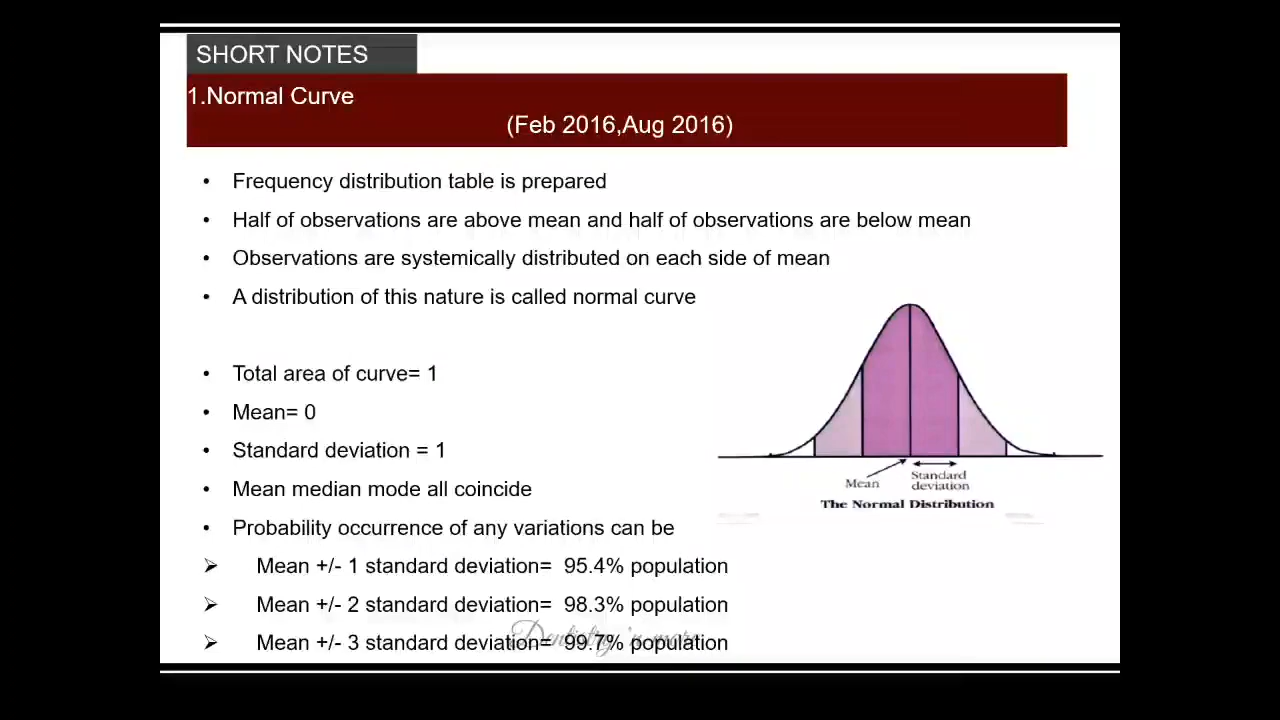 SHORT NOTES
1.Normal Curve
(Feb 2016,Aug 2016)
• Frequency distribution table is prepared
• Half of observations are above mean and half of observations are below mean
• Observations are systemically distributed on each side of mean
• A distribution of this nature is called normal curve
• Total area of curve= 1
• Mean= 0
• Standard deviation = 1
• Mean median mode all coincide
• Probability occurrence of any variations can be
➢ Mean +/- 1 standard deviation= 95.4% population
➢ Mean +/- 2 standard deviation= 98.3% population
➢ Mean +/- 3 standard deviation= 99.7% population
Mean
Standard
deviation
The Normal Distribution
Dentistry 'n more